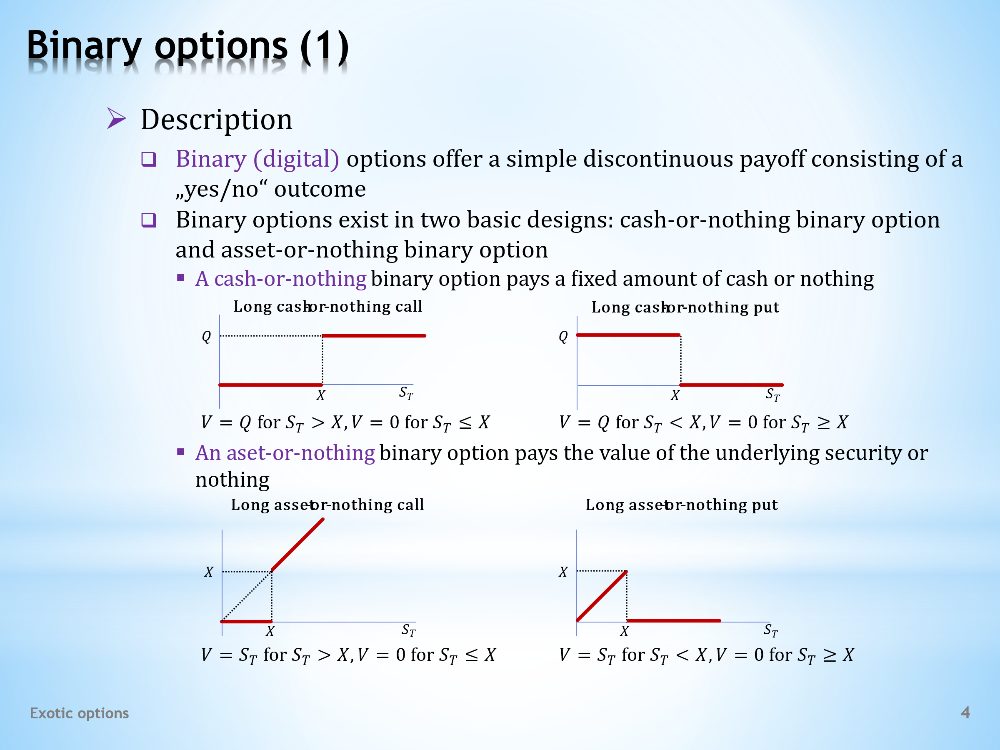 Binary options (1)
Description
Binary (digital) options offer a simple discontinuous payoff consisting of a
„yes/no“ outcome
Binary options exist in two basic designs: cash-or-nothing binary option
and asset-or-nothing binary option
A cash-or-nothing binary option pays a fixed amount of cash or nothing
Long cash-or-nothing call
Long cash-or-nothing put
Q
X
S_T
Q
X
S_T
V = Q for S_T > X, V = 0 for S_T ≤ X
V = Q for S_T < X, V = 0 for S_T ≥ X
An aset-or-nothing binary option pays the value of the underlying security or
nothing
Long asset-or-nothing call
Long asset-or-nothing put
X
X
S_T
X
X
S_T
V = S_T for S_T > X, V = 0 for S_T ≤ X
V = S_T for S_T < X, V = 0 for S_T ≥ X
Exotic options
4